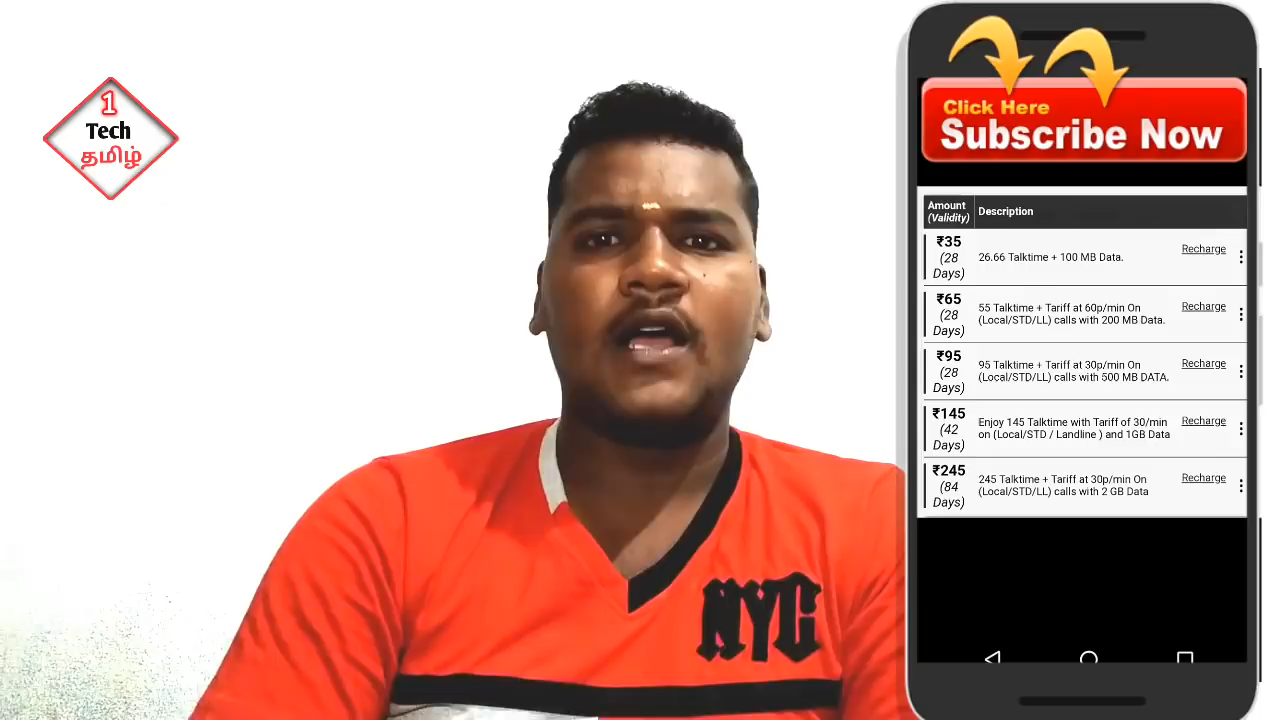 1
Tech
தமிழ்
Click Here
Subscribe Now
Amount
(Validity)
Description
₹35
(28
Days)
26.66 Talktime + 100 MB Data.
Recharge
₹65
(28
Days)
55 Talktime + Tariff at 60p/min On
(Local/STD/LL) calls with 200 MB Data.
Recharge
₹95
(28
Days)
95 Talktime + Tariff at 30p/min On
(Local/STD/LL) calls with 500 MB DATA.
Recharge
₹145
(42
Days)
Enjoy 145 Talktime with Tariff of 30/min
on (Local/STD / Landline ) and 1GB Data
Recharge
₹245
(84
Days)
245 Talktime + Tariff at 30p/min On
(Local/STD/LL) calls with 2 GB Data
Recharge
NYC